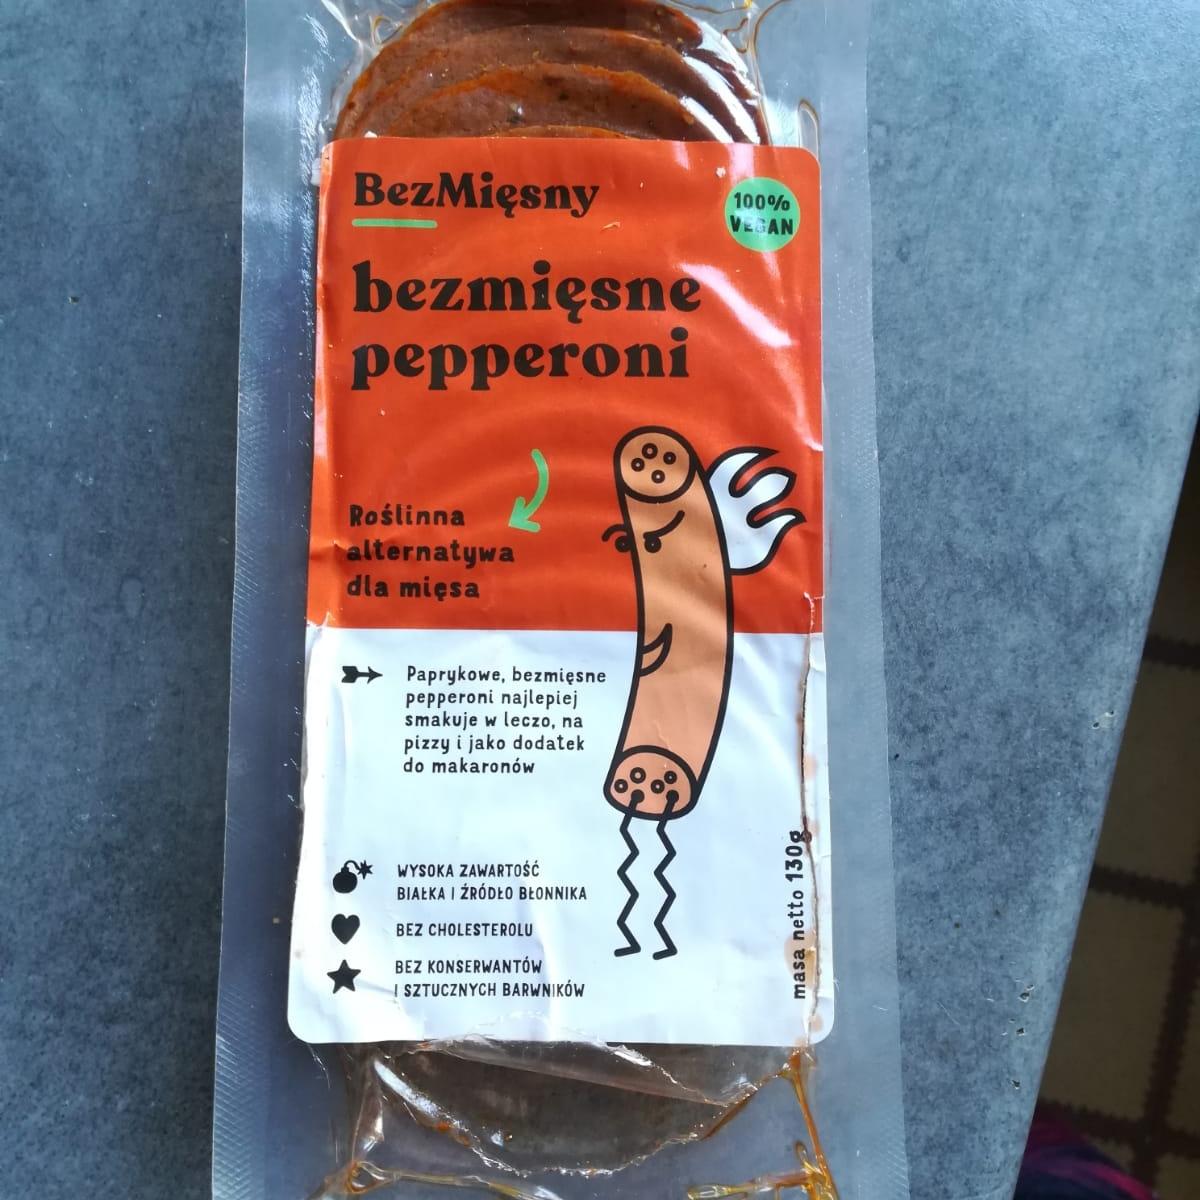 BezMięsny
100%
VEGAN
bezmięsne
pepperoni
Roślinna
alternatywa
dla mięsa
Paprykowe, bezmięsne
pepperoni najlepiej
smakuje w leczo, na
pizzy i jako dodatek
do makaronów
WYSOKA ZAWARTOŚĆ
BIAŁKA I ŹRÓDŁO BŁONNIKA
BEZ CHOLESTEROLU
BEZ KONSERWANTÓW
I SZTUCZNYCH BARWNIKÓW
masa netto 130g